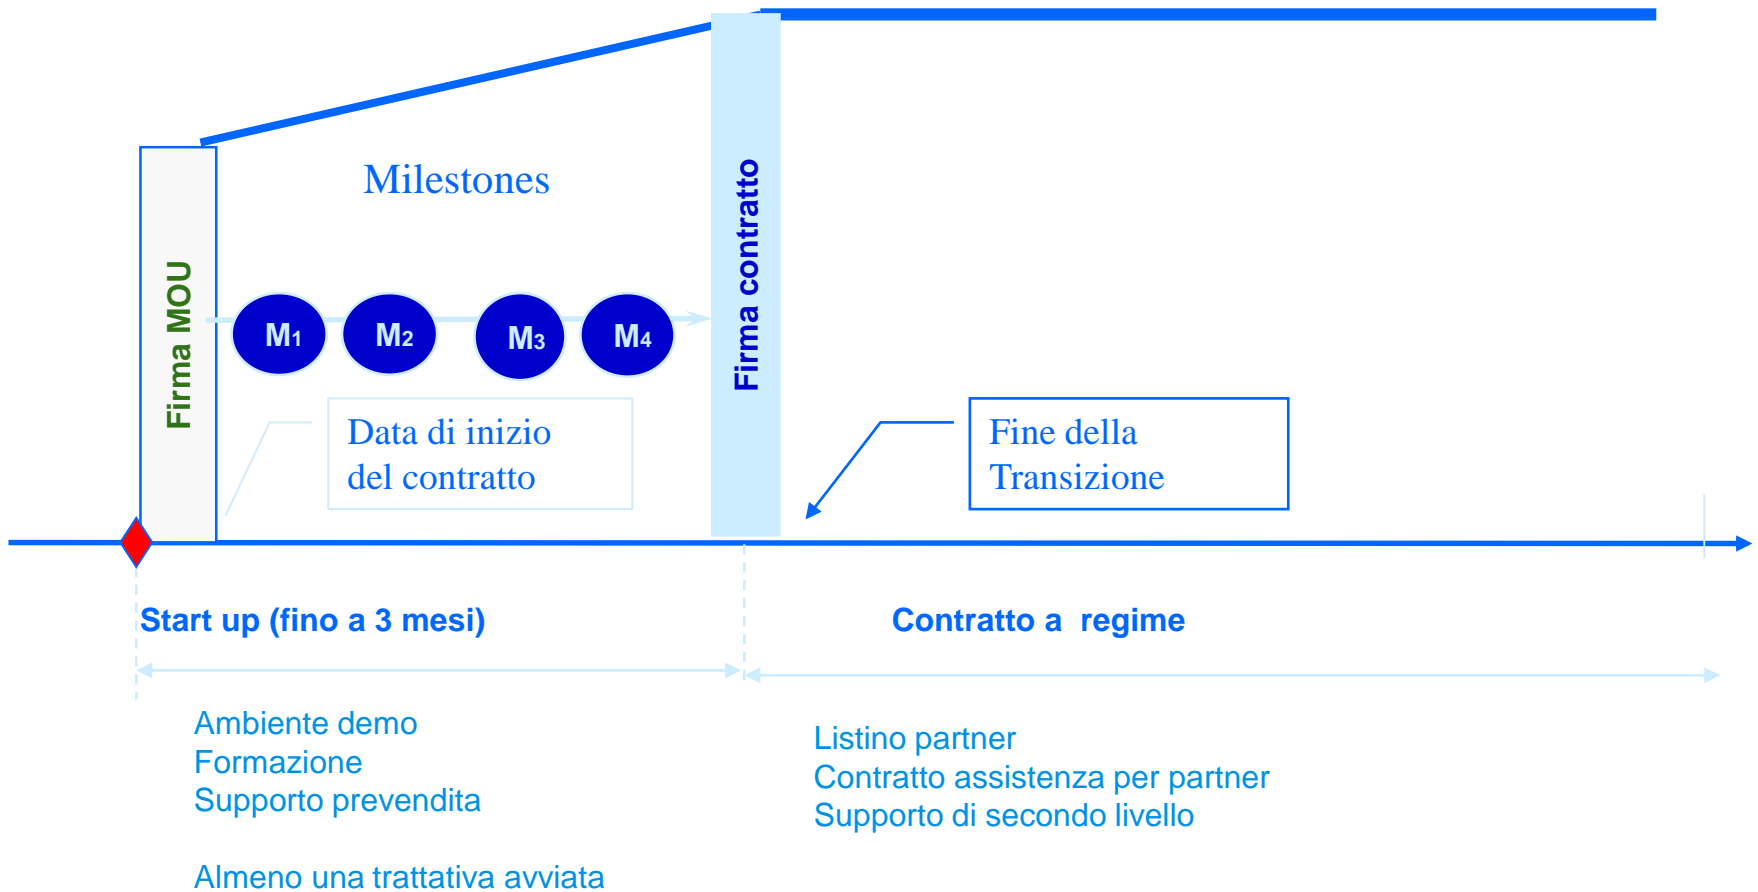 Milestones
Firma MOU
M1
M2
M3
M4
Firma contratto
Data di inizio
del contratto
Fine della
Transizione
Start up (fino a 3 mesi)
Contratto a  regime
Ambiente demo
Formazione
Supporto prevendita
Almeno una trattativa avviata
Listino partner
Contratto assistenza per partner
Supporto di secondo livello